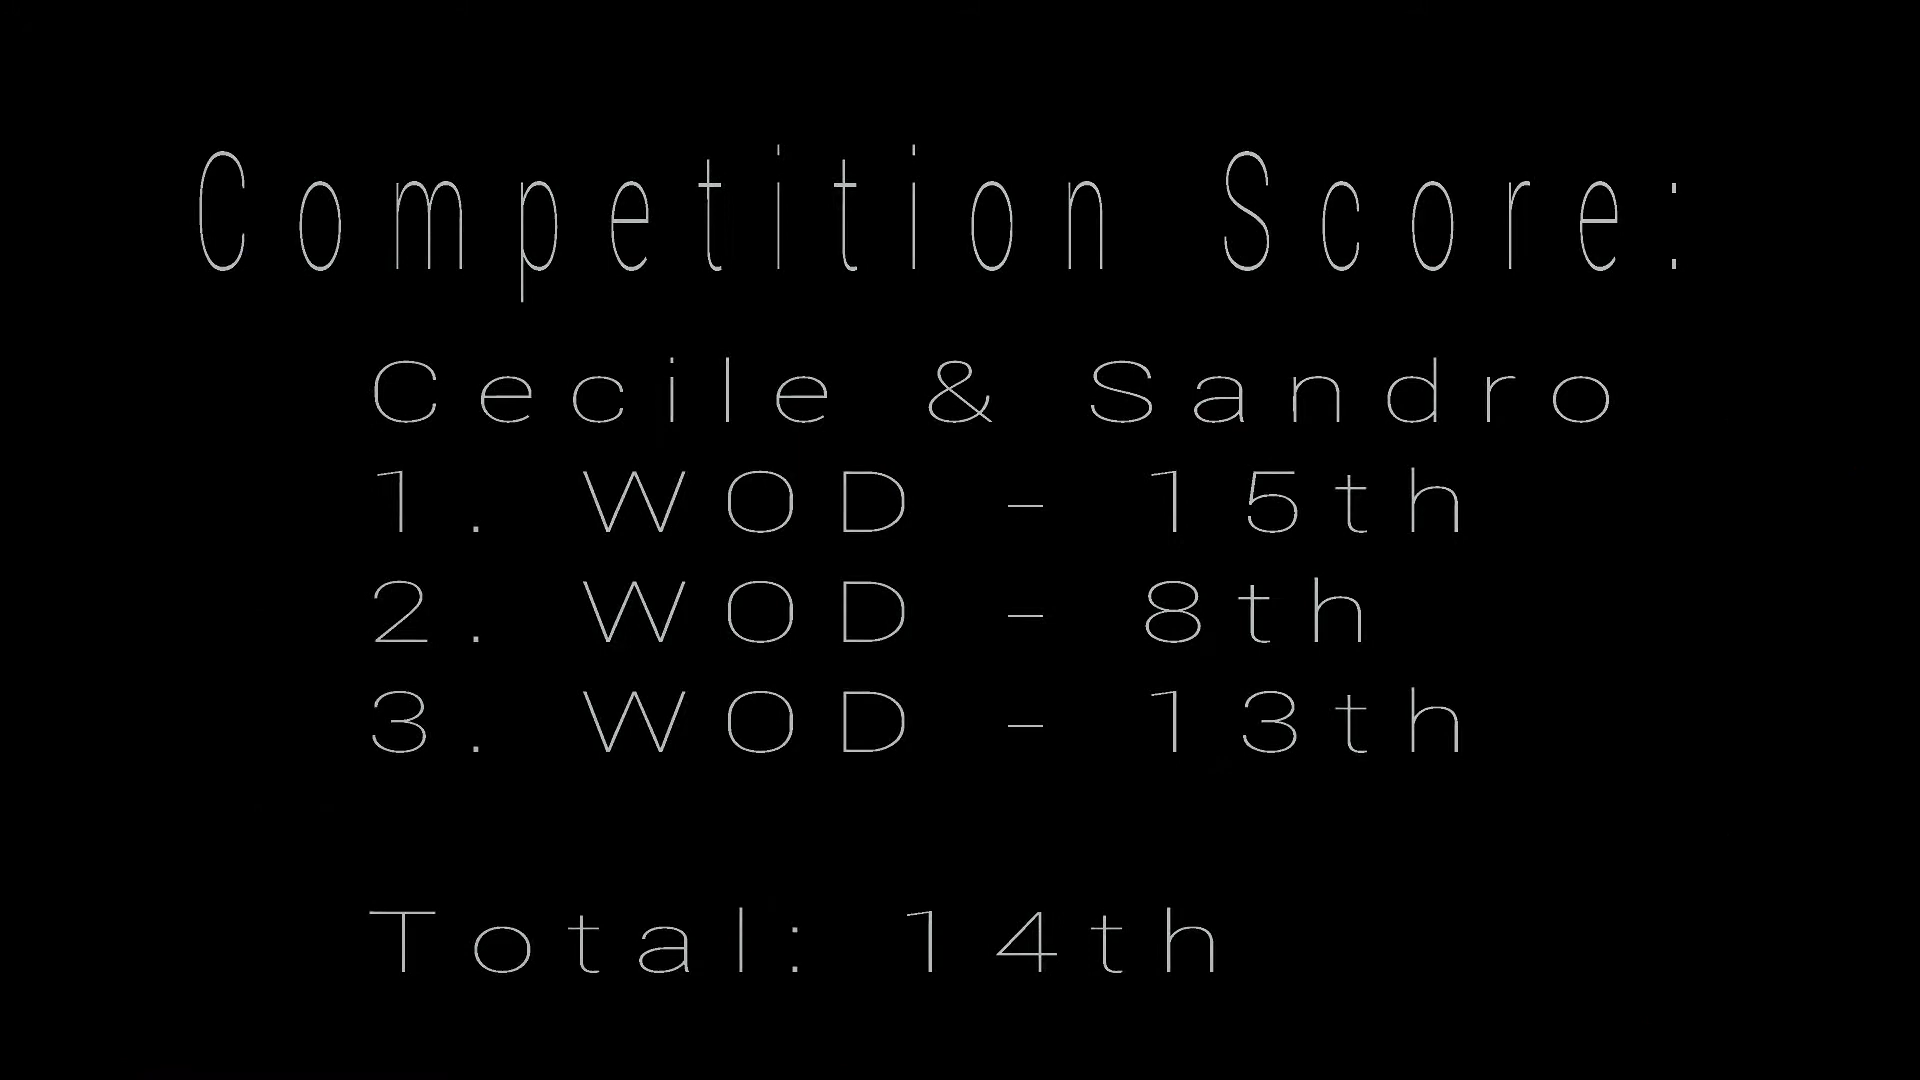 Competition Score:
Cecile & Sandro
1. WOD - 15th
2. WOD - 8th
3. WOD - 13th
Total: 14th